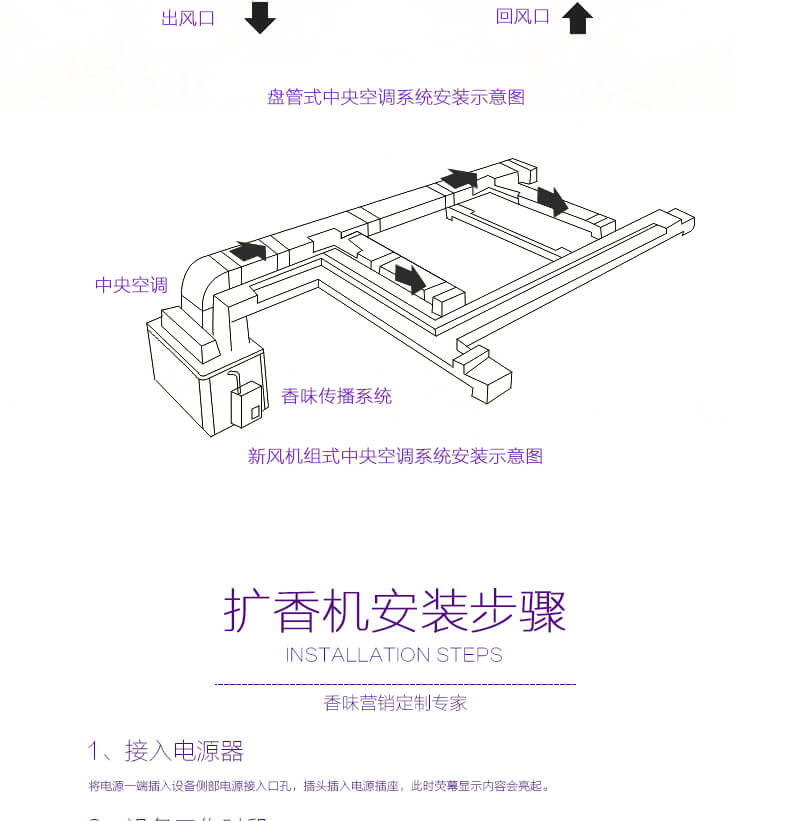 出风口 回风口
盘管式中央空调系统安装示意图
中央空调
香味传播系统
新风机组式中央空调系统安装示意图
扩香机安装步骤
INSTALLATION STEPS
香味营销定制专家
1、接入电源器
将电源一端插入设备侧部电源接入口孔，插头插入电源插座，此时荧幕显示内容会亮起。